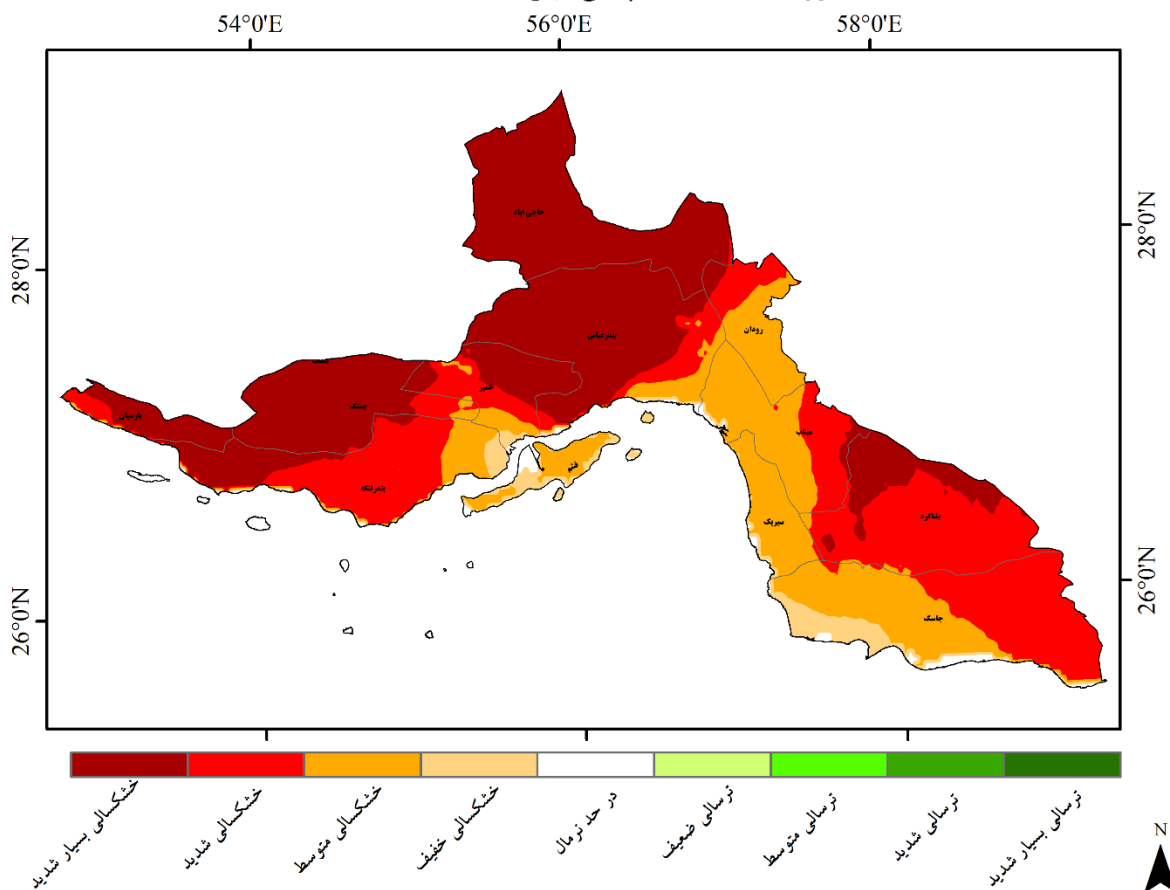 54°0'E 56°0'E 58°0'E
28°0'N
28°0'N
حاجی آباد
بندرعباس
رودان
خمیر
بستک
پارسیان
میناب
قشم
بندرلنگه
بشاگرد
سیریک
جاسک
26°0'N
26°0'N
خشکسالی بسیار شدید
خشکسالی شدید
خشکسالی متوسط
خشکسالی خفیف
در حد نرمال
ترسالی ضعیف
ترسالی متوسط
ترسالی شدید
ترسالی بسیار شدید
N